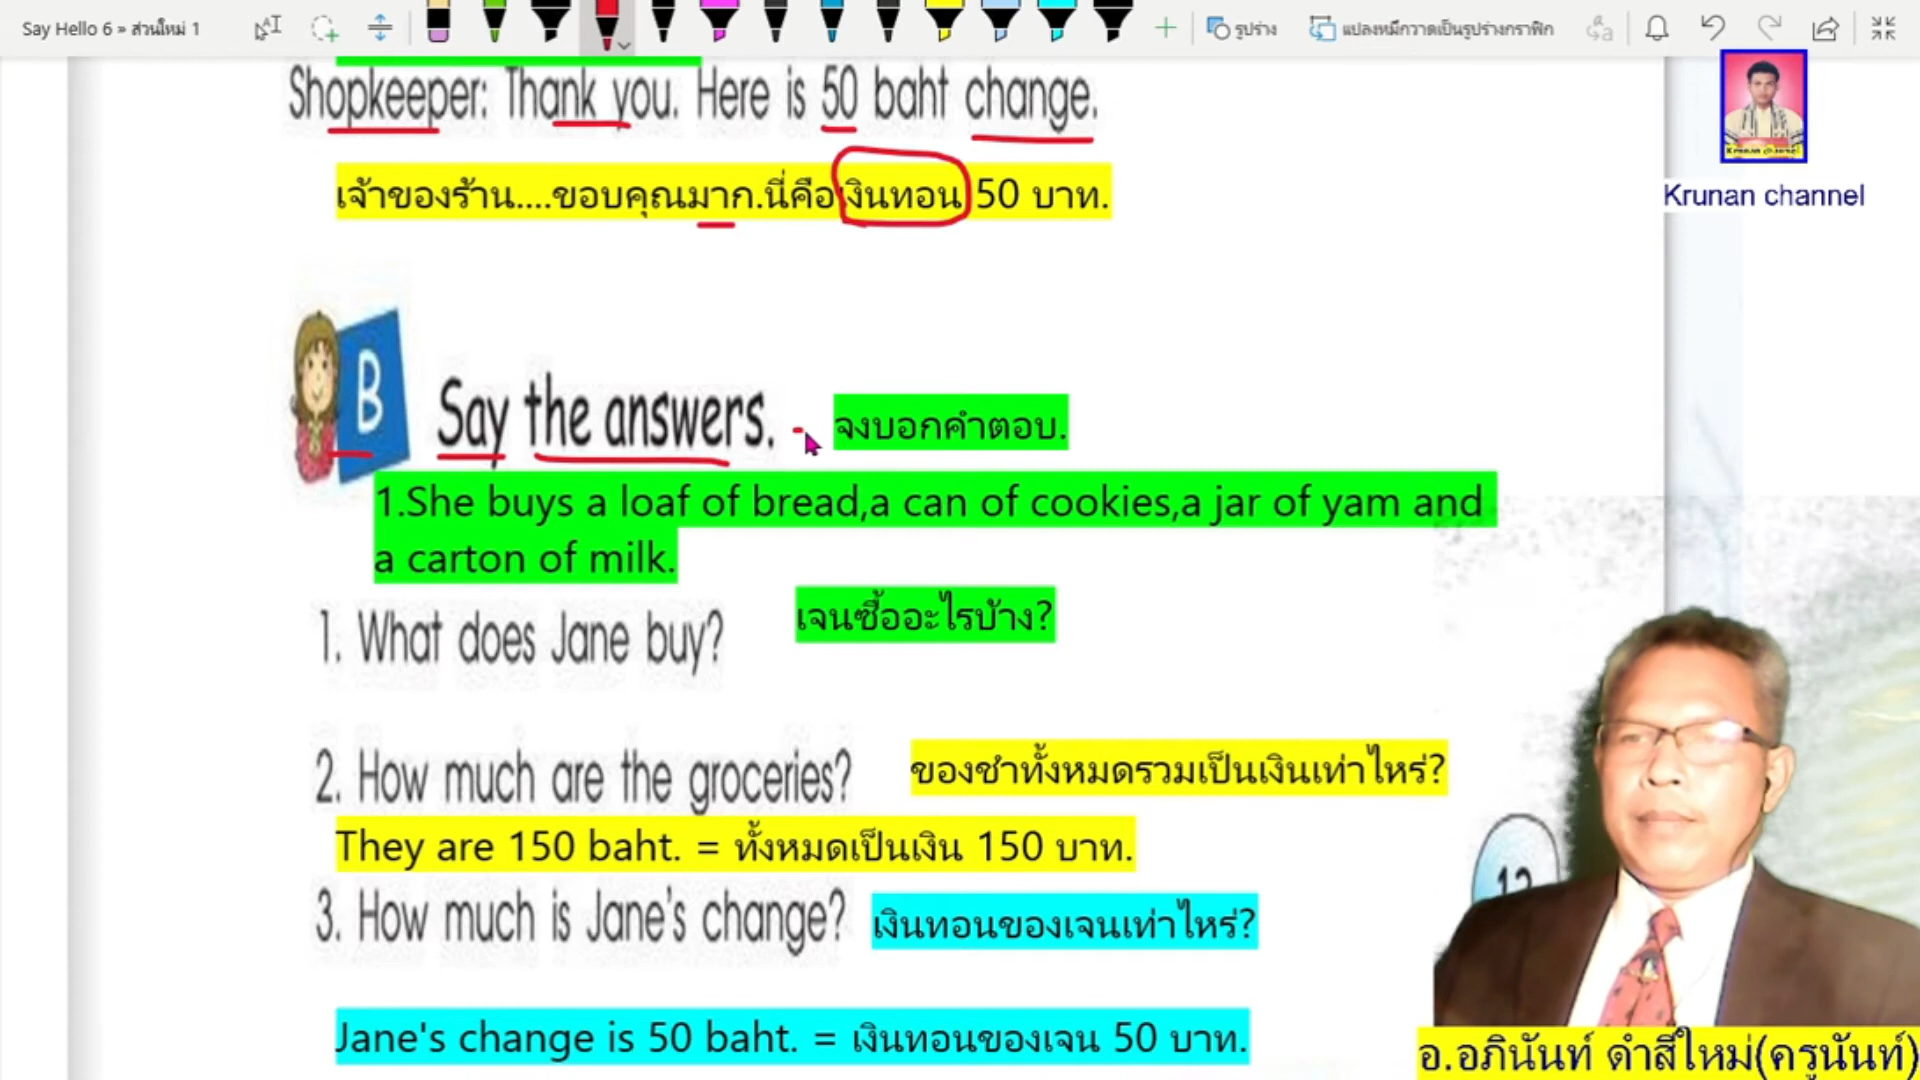 Say Hello 6 » ส่วนใหม่ 1
รูปร่าง
แปลงหมึกวาดเป็นรูปร่างกราฟิก
Shopkeeper: Thank you. Here is 50 baht change.
เจ้าของร้าน....ขอบคุณมาก.นี่คือเงินทอน 50 บาท.
Krunan channel
Krunan channel
B
Say the answers.
จงบอกคำตอบ.
1.She buys a loaf of bread,a can of cookies,a jar of yam and
a carton of milk.
1. What does Jane buy?
เจนซื้ออะไรบ้าง?
2. How much are the groceries?
ของชำทั้งหมดรวมเป็นเงินเท่าไหร่?
They are 150 baht. = ทั้งหมดเป็นเงิน 150 บาท.
3. How much is Jane's change?
เงินทอนของเจนเท่าไหร่?
Jane's change is 50 baht. = เงินทอนของเจน 50 บาท.
อ.อภินันท์ ดำสีใหม่(ครูนันท์)